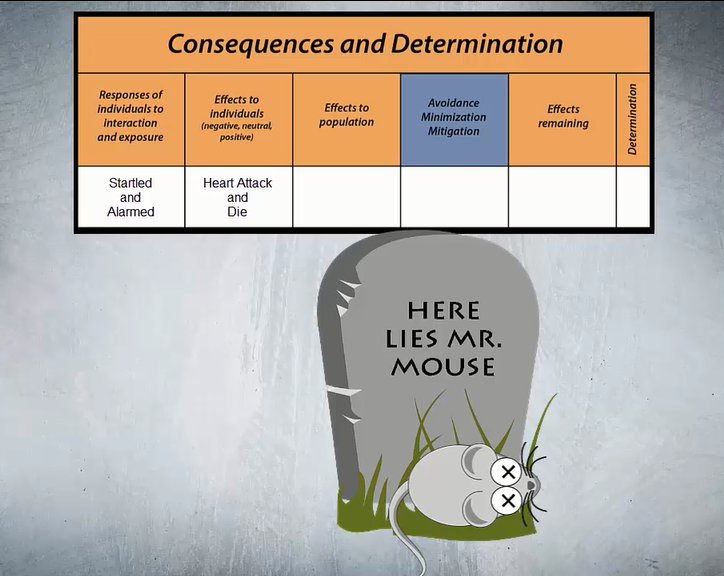 Consequences and Determination
Responses of
individuals to
interaction
and exposure
Effects to
individuals
(negative, neutral,
positive)
Effects to
population
Avoidance
Minimization
Mitigation
Effects
remaining
Determination
Startled
and
Alarmed
Heart Attack
and
Die
HERE
LIES MR.
MOUSE